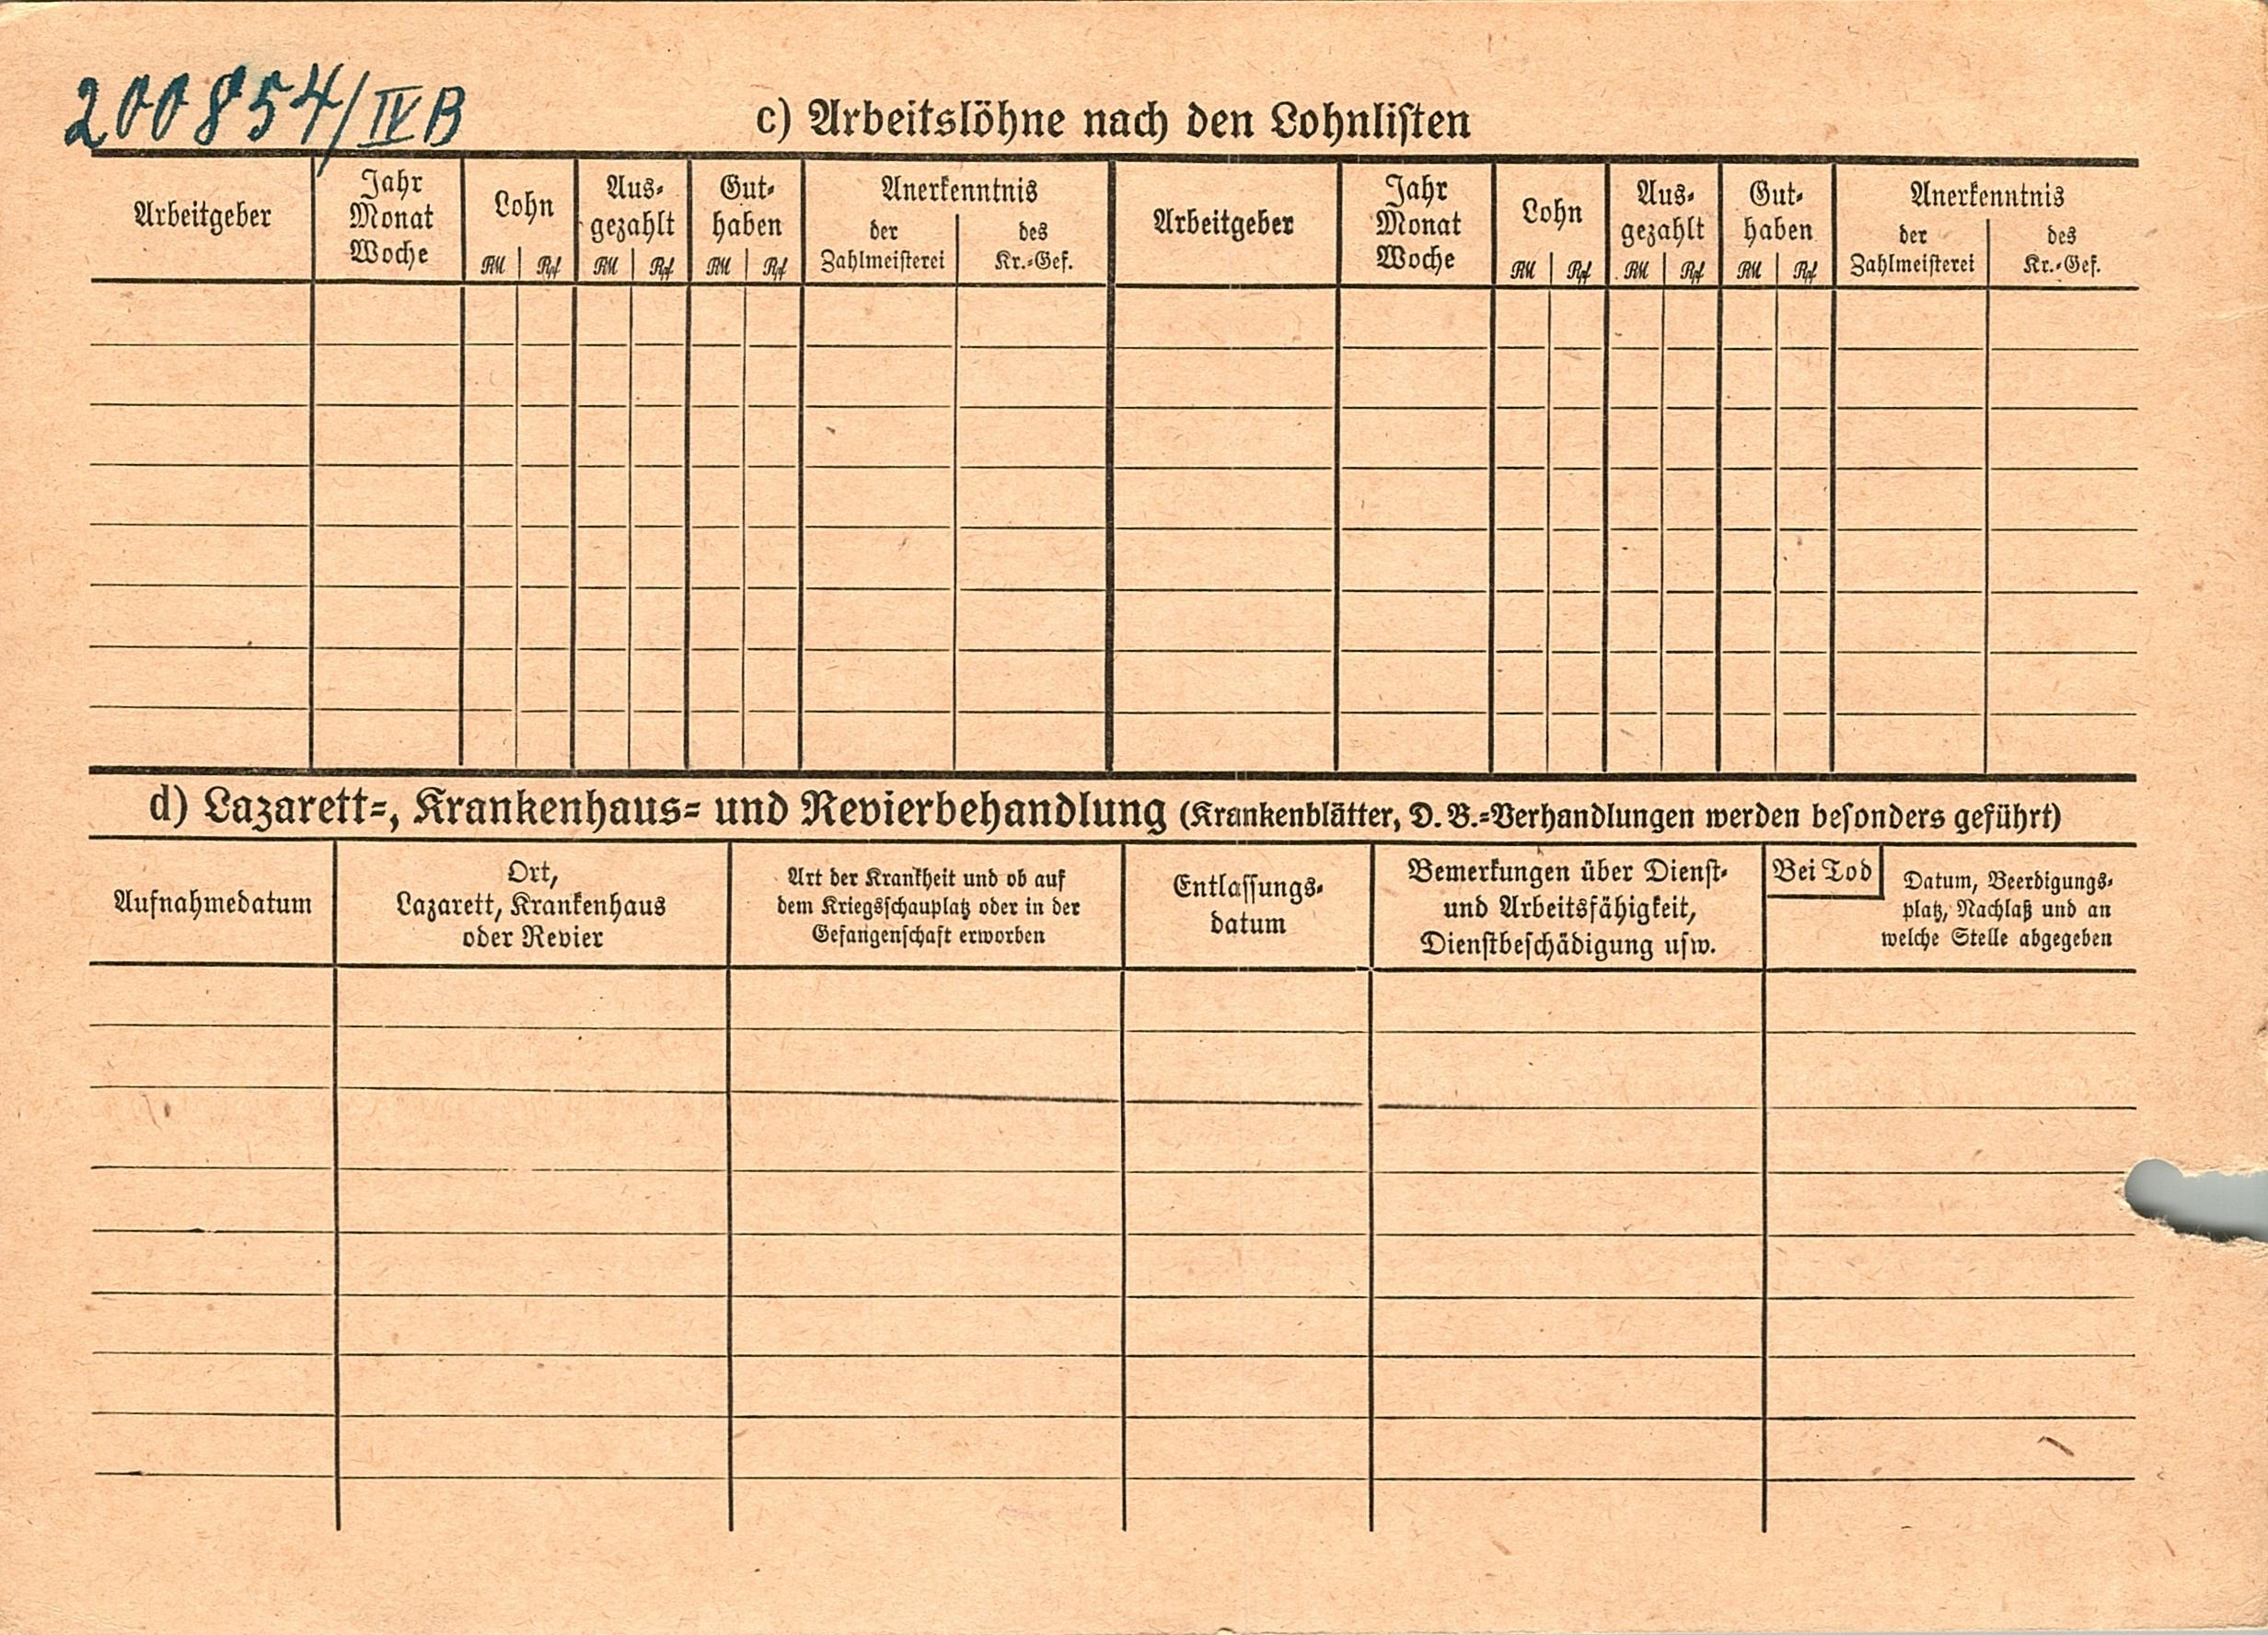 200854/IVB
c) Arbeitslöhne nach den Lohnlisten
Arbeitgeber
Jahr
Monat
Woche
Lohn
RM Rpf
Aus-
gezahlt
RM Rpf
Gut-
haben
RM Rpf
Anerkenntnis
der
Zahlmeisterei
des
Kr.-Gef.
Arbeitgeber
Jahr
Monat
Woche
Lohn
RM Rpf
Aus-
gezahlt
RM Rpf
Gut-
haben
RM Rpf
Anerkenntnis
der
Zahlmeisterei
des
Kr.-Gef.
d) Lazarett-, Krankenhaus- und Revierbehandlung (Krankenblätter, D. B.-Verhandlungen werden besonders geführt)
Aufnahmedatum
Ort,
Lazarett, Krankenhaus
oder Revier
Art der Krankheit und ob auf
dem Kriegsschauplatz oder in der
Gefangenschaft erworben
Entlassungs-
datum
Bemerkungen über Dienst-
und Arbeitsfähigkeit,
Dienstbeschädigung usw.
Bei Tod
Datum, Beerdigungs-
platz, Nachlaß und an
welche Stelle abgegeben